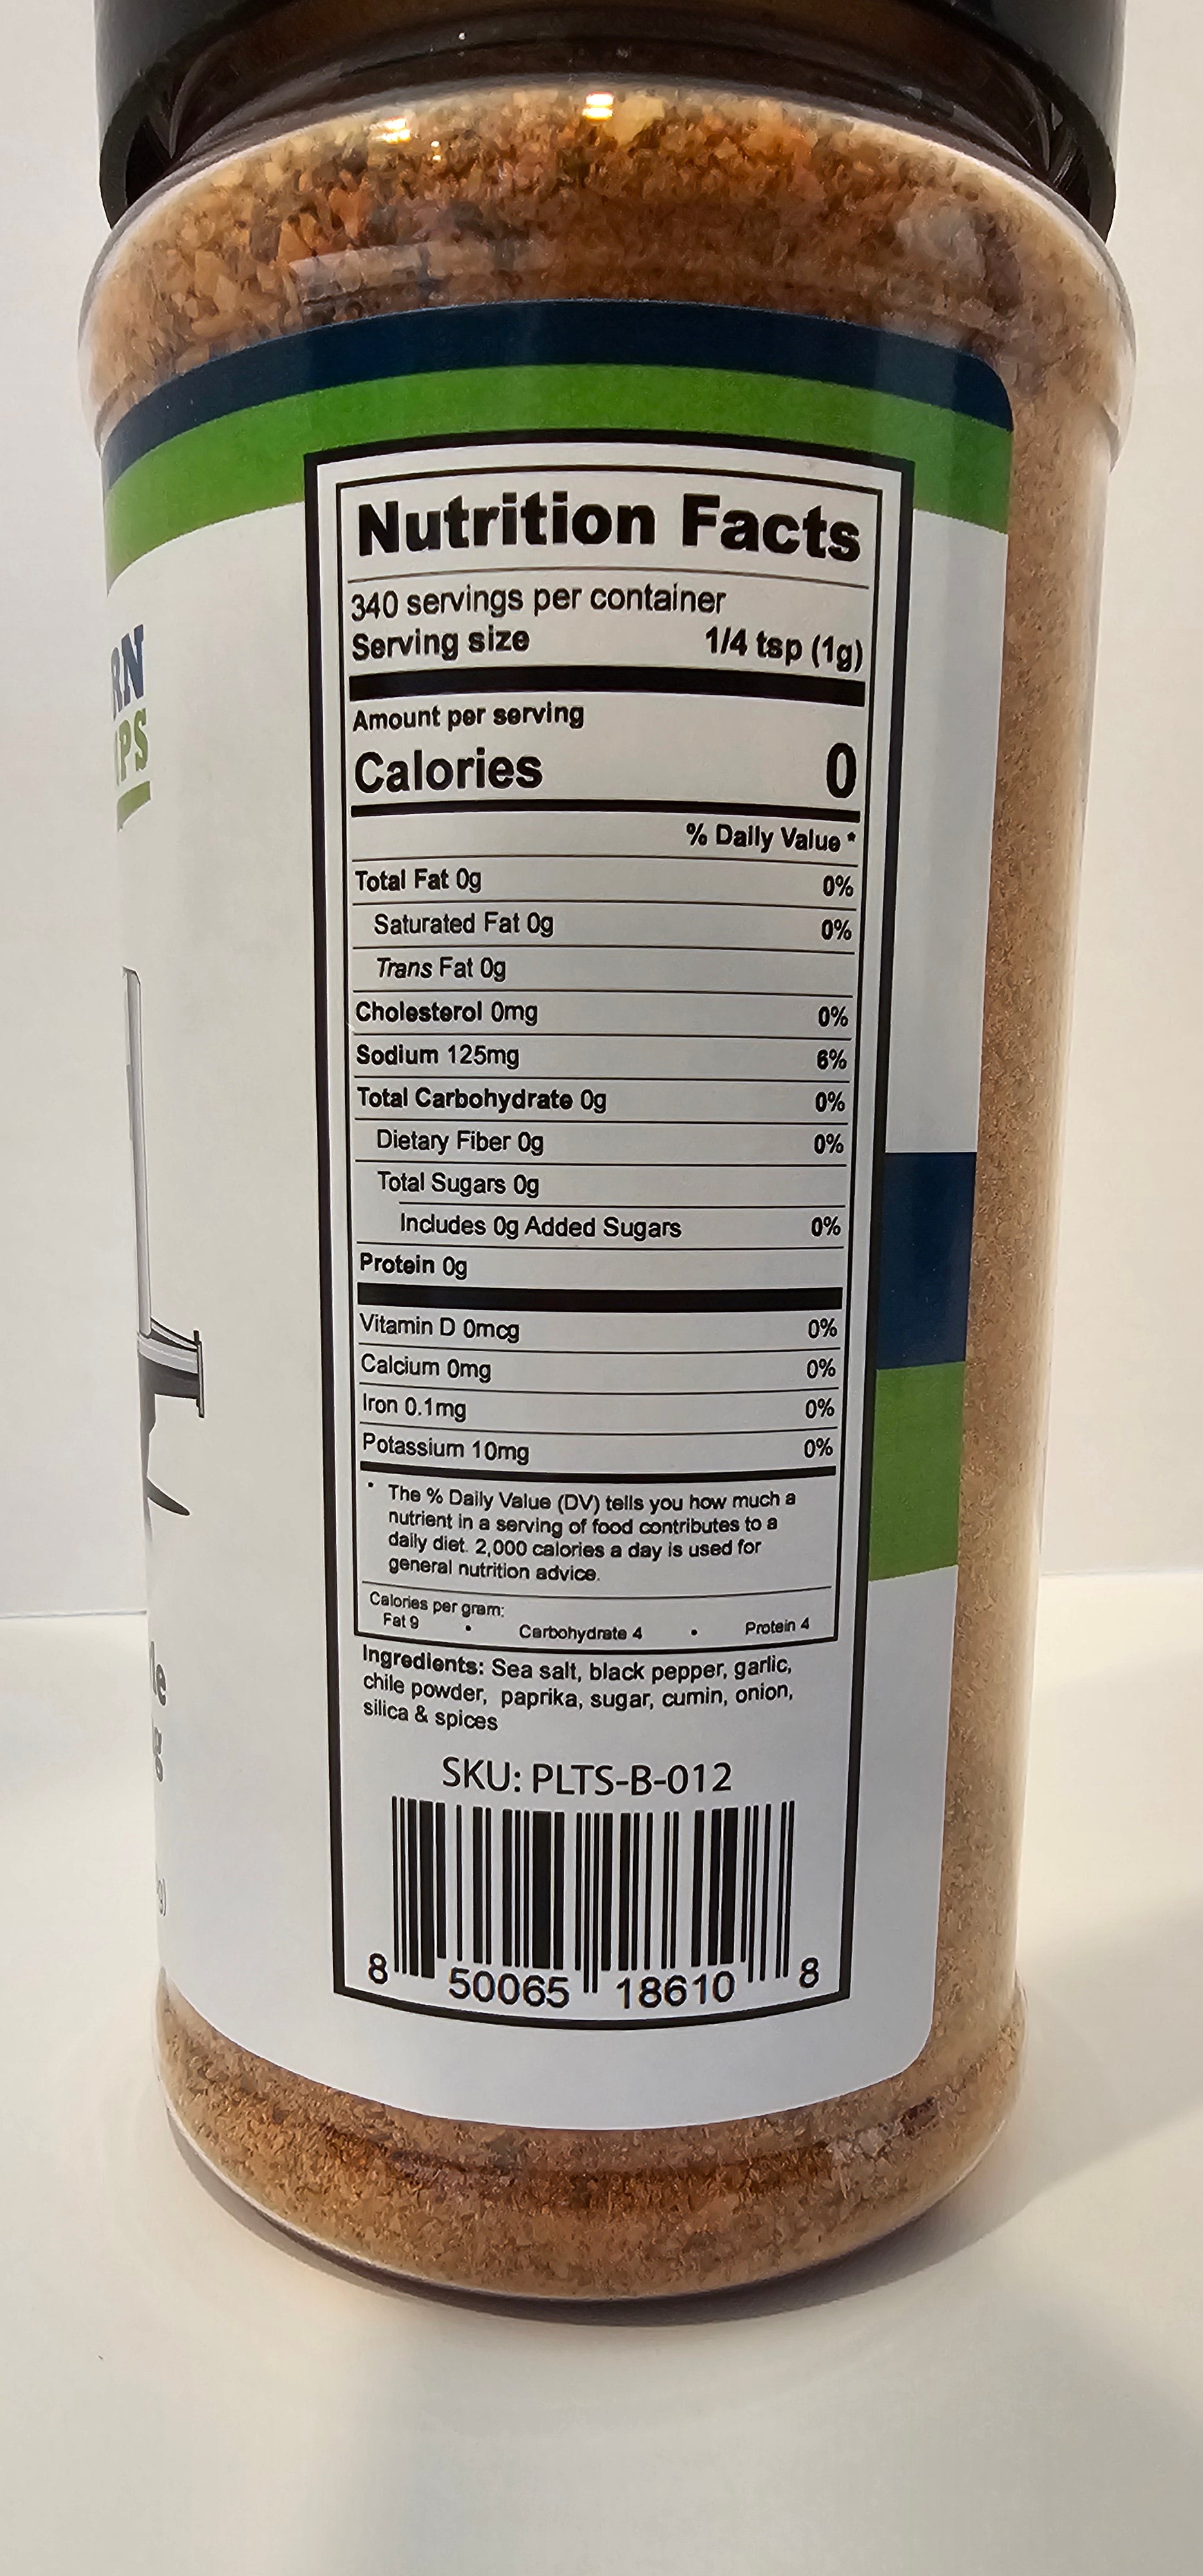 RN
IPS
Nutrition Facts
340 servings per container
Serving size 1/4 tsp (1g)
Amount per serving
Calories 0
% Daily Value *
Total Fat 0g 0%
Saturated Fat 0g 0%
Trans Fat 0g
Cholesterol 0mg 0%
Sodium 125mg 6%
Total Carbohydrate 0g 0%
Dietary Fiber 0g 0%
Total Sugars 0g
Includes 0g Added Sugars 0%
Protein 0g
Vitamin D 0mcg 0%
Calcium 0mg 0%
Iron 0.1mg 0%
Potassium 10mg 0%
* The % Daily Value (DV) tells you how much a
nutrient in a serving of food contributes to a
daily diet. 2,000 calories a day is used for
general nutrition advice.
Calories per gram:
Fat 9 • Carbohydrate 4 • Protein 4
Ingredients: Sea salt, black pepper, garlic,
chile powder, paprika, sugar, cumin, onion,
silica & spices
SKU: PLTS-B-012
8 50065 18610 8